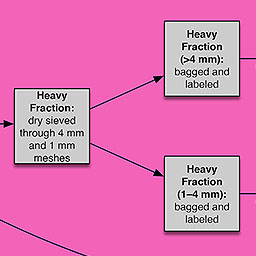 Heavy
Fraction
(>4 mm):
bagged and
labeled
Heavy
Fraction:
dry sieved
through 4 mm
and 1 mm
meshes
Heavy
Fraction
(1–4 mm):
bagged and
labeled